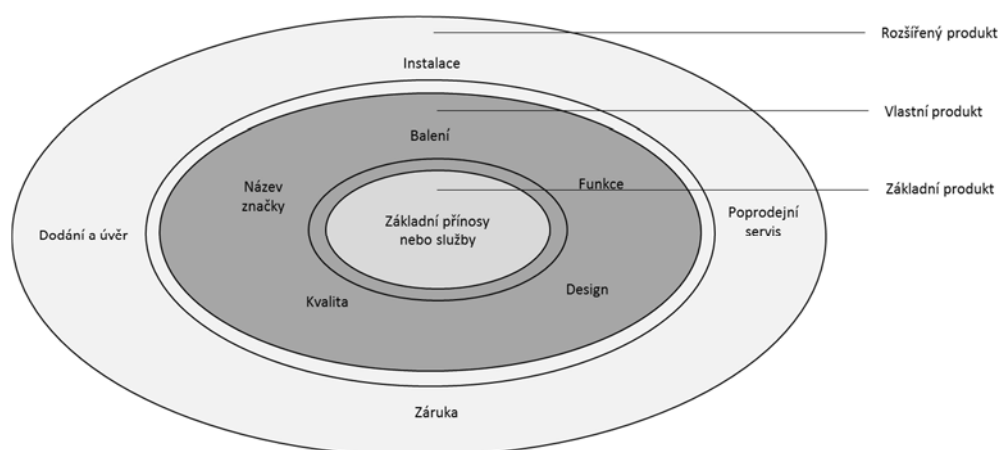 Rozšířený produkt
Instalace
Vlastní produkt
Balení
Název
značky
Funkce
Základní produkt
Základní přínosy
nebo služby
Poprodejní
servis
Dodání a úvěr
Kvalita
Design
Záruka